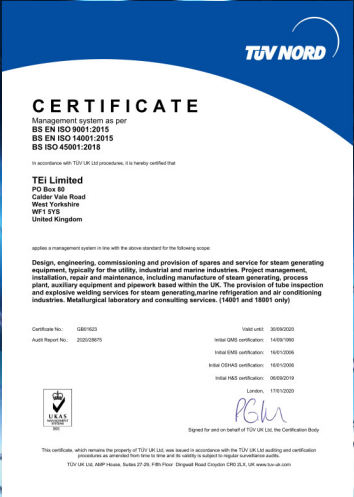 TÜV NORD
CERTIFICATE
Management system as per
BS EN ISO 9001:2015
BS EN ISO 14001:2015
BS ISO 45001:2018
In accordance with TÜV UK Ltd procedures, it is hereby certified that
TEi Limited
PO Box 80
Calder Vale Road
West Yorkshire
WF1 5YS
United Kingdom
applies a management system in line with the above standard for the following scope:
Design, engineering, commissioning and provision of spares and service for steam generating
equipment, typically for the utility, industrial and marine industries. Project management,
installation, repair and maintenance, including manufacture of steam generating, process
plant, auxiliary equipment and pipework based within the UK. The provision of tube inspection
and explosive welding services for steam generating,marine refrigeration and air conditioning
industries. Metallurgical laboratory and consulting services. (14001 and 18001 only)
Certificate No.: GB01623 Valid until: 30/09/2020
Audit Report No.: 2020/28875 Initial QMS certification: 14/09/1990
Initial EMS certification: 16/01/2006
Initial OSHAS certification: 16/01/2006
Initial H&S certification: 06/09/2019
London, 17/01/2020
UKAS
MANAGEMENT
SYSTEMS
Signed for and on behalf of TÜV UK Ltd, the Certification Body
This certificate, which remains the property of TÜV UK Ltd, was issued in accordance with the TÜV UK Ltd auditing and certification
procedures as amended from time to time and its validity is subject to regular surveillance audits.
TÜV UK Ltd, AMP House, Suites 27-29, Fifth Floor Dingwall Road Croydon CR0 2LX, UK www.tuv-uk.com